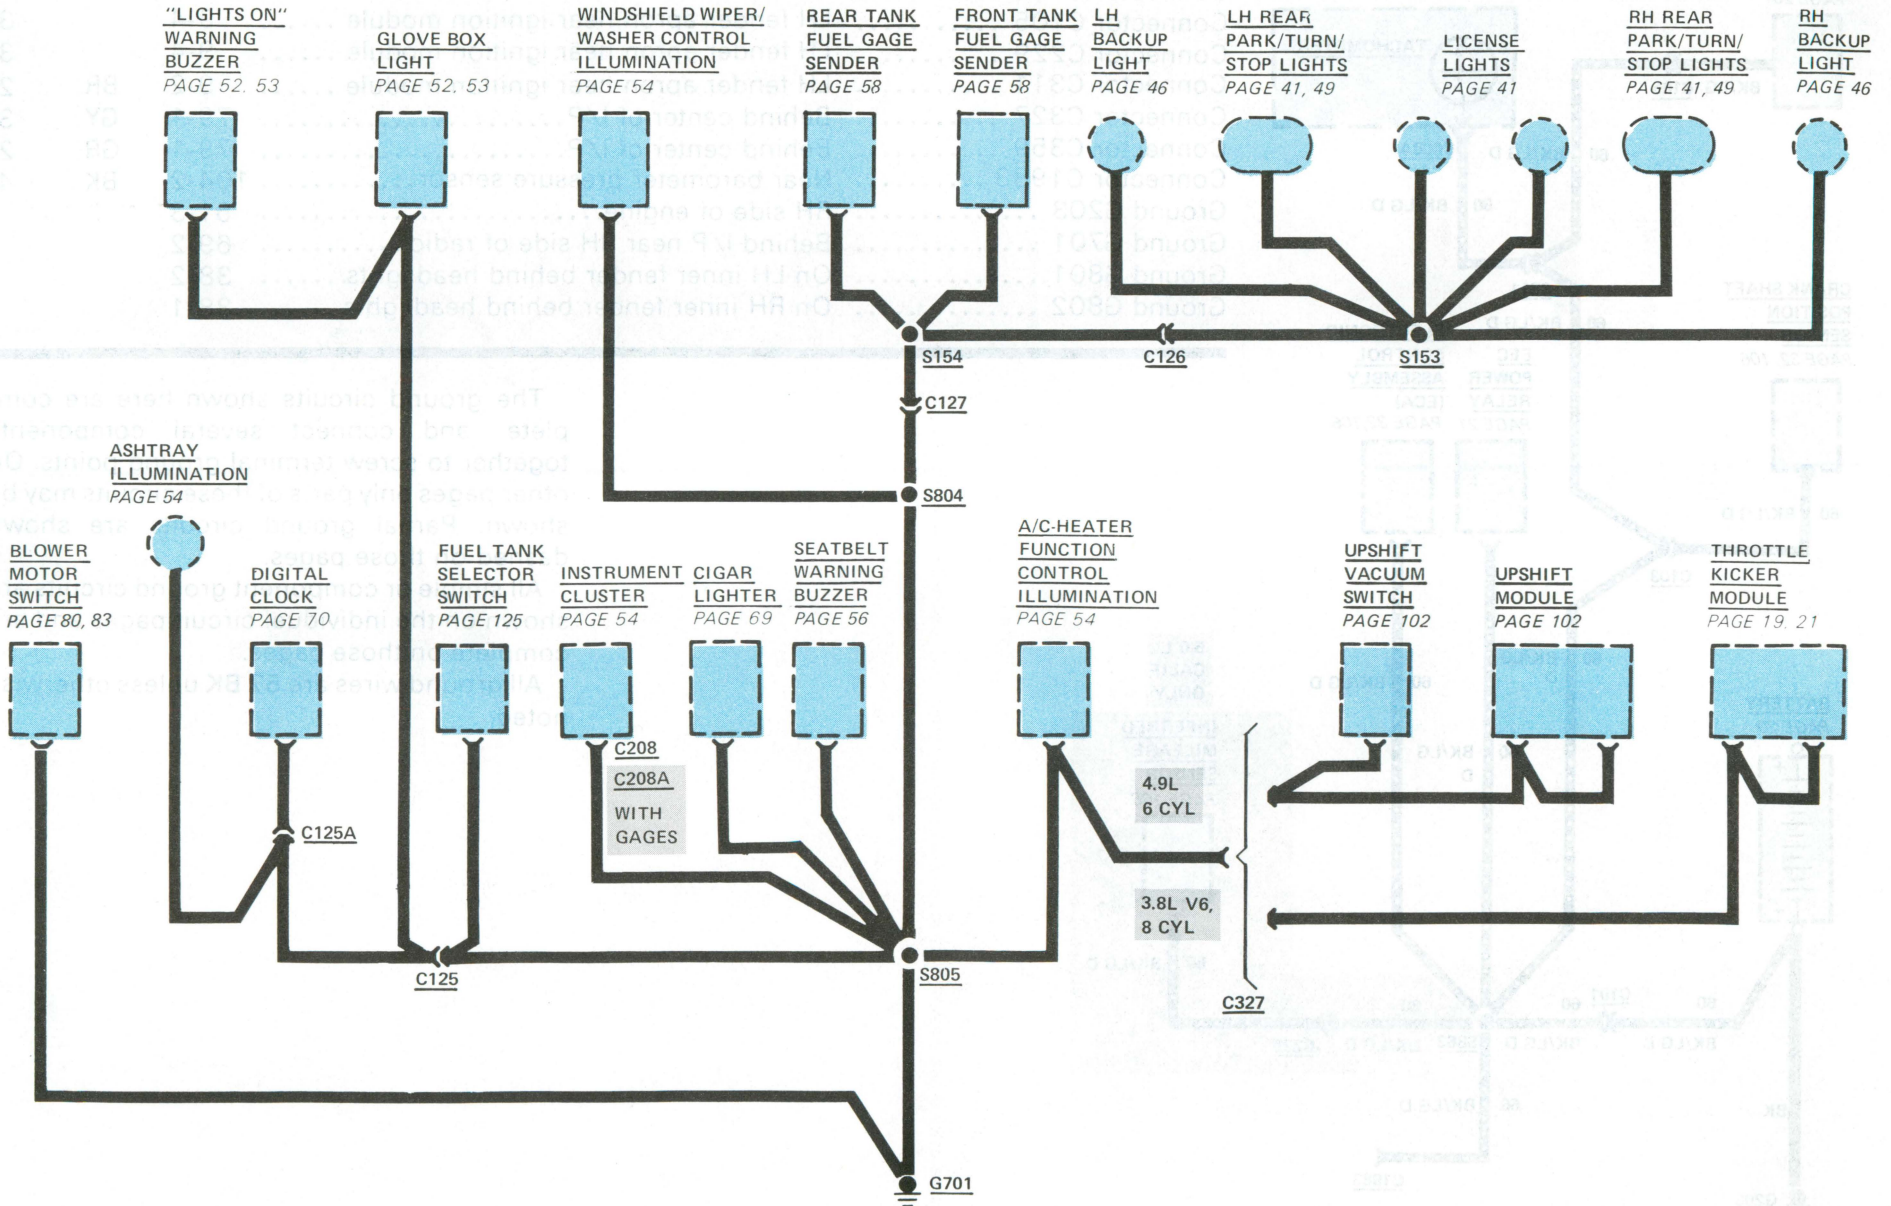 "LIGHTS ON"
WARNING
BUZZER
PAGE 52. 53
GLOVE BOX
LIGHT
PAGE 52. 53
WINDSHIELD WIPER/
WASHER CONTROL
ILLUMINATION
PAGE 54
REAR TANK
FUEL GAGE
SENDER
PAGE 58
FRONT TANK
FUEL GAGE
SENDER
PAGE 58
LH
BACKUP
LIGHT
PAGE 46
LH REAR
PARK/TURN/
STOP LIGHTS
PAGE 41, 49
LICENSE
LIGHTS
PAGE 41
RH REAR
PARK/TURN/
STOP LIGHTS
PAGE 41, 49
RH
BACKUP
LIGHT
PAGE 46
S154
C126
S153
C127
ASHTRAY
ILLUMINATION
PAGE 54
S804
BLOWER
MOTOR
SWITCH
PAGE 80, 83
DIGITAL
CLOCK
PAGE 70
FUEL TANK
SELECTOR
SWITCH
PAGE 125
INSTRUMENT
CLUSTER
PAGE 54
CIGAR
LIGHTER
PAGE 69
SEATBELT
WARNING
BUZZER
PAGE 56
A/C-HEATER
FUNCTION
CONTROL
ILLUMINATION
PAGE 54
UPSHIFT
VACUUM
SWITCH
PAGE 102
UPSHIFT
MODULE
PAGE 102
THROTTLE
KICKER
MODULE
PAGE 19. 21
C208
C208A
WITH
GAGES
4.9L
6 CYL
C125A
3.8L V6,
8 CYL
C125
S805
C327
G701